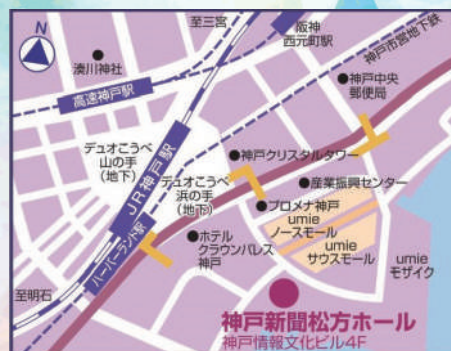 N
至三宮
阪神
西元町駅
神戸市営地下鉄
湊川神社
高速神戸駅
神戸中央
郵便局
デュオこうべ
山の手
(地下)
JR神戸駅
神戸クリスタルタワー
デュオこうべ
浜の手
(地下)
産業振興センター
プロメナ神戸
umie
ノースモール
ハーバーランド駅
ホテル
クラウンパレス
神戸
umie
サウスモール
umie
モザイク
至明石
神戸新聞松方ホール
神戸情報文化ビル4F